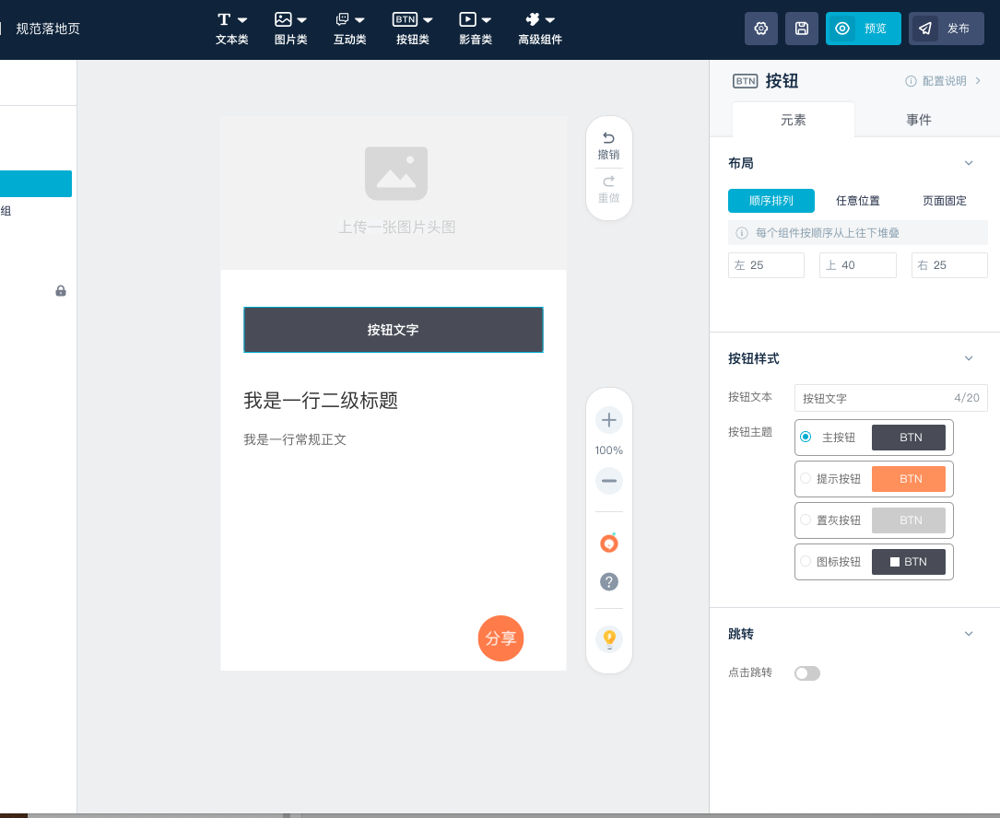 规范落地页
T
文本类
图片类
互动类
BTN
按钮类
影音类
高级组件
预览
发布
组
上传一张图片头图
按钮文字
我是一行二级标题
我是一行常规正文
分享
撤销
重做
100%
?
BTN 按钮
配置说明
元素
事件
布局
顺序排列
任意位置
页面固定
每个组件按顺序从上往下堆叠
左 25
上 40
右 25
按钮样式
按钮文本
按钮文字
4/20
按钮主题
主按钮
BTN
提示按钮
BTN
置灰按钮
BTN
图标按钮
BTN
跳转
点击跳转